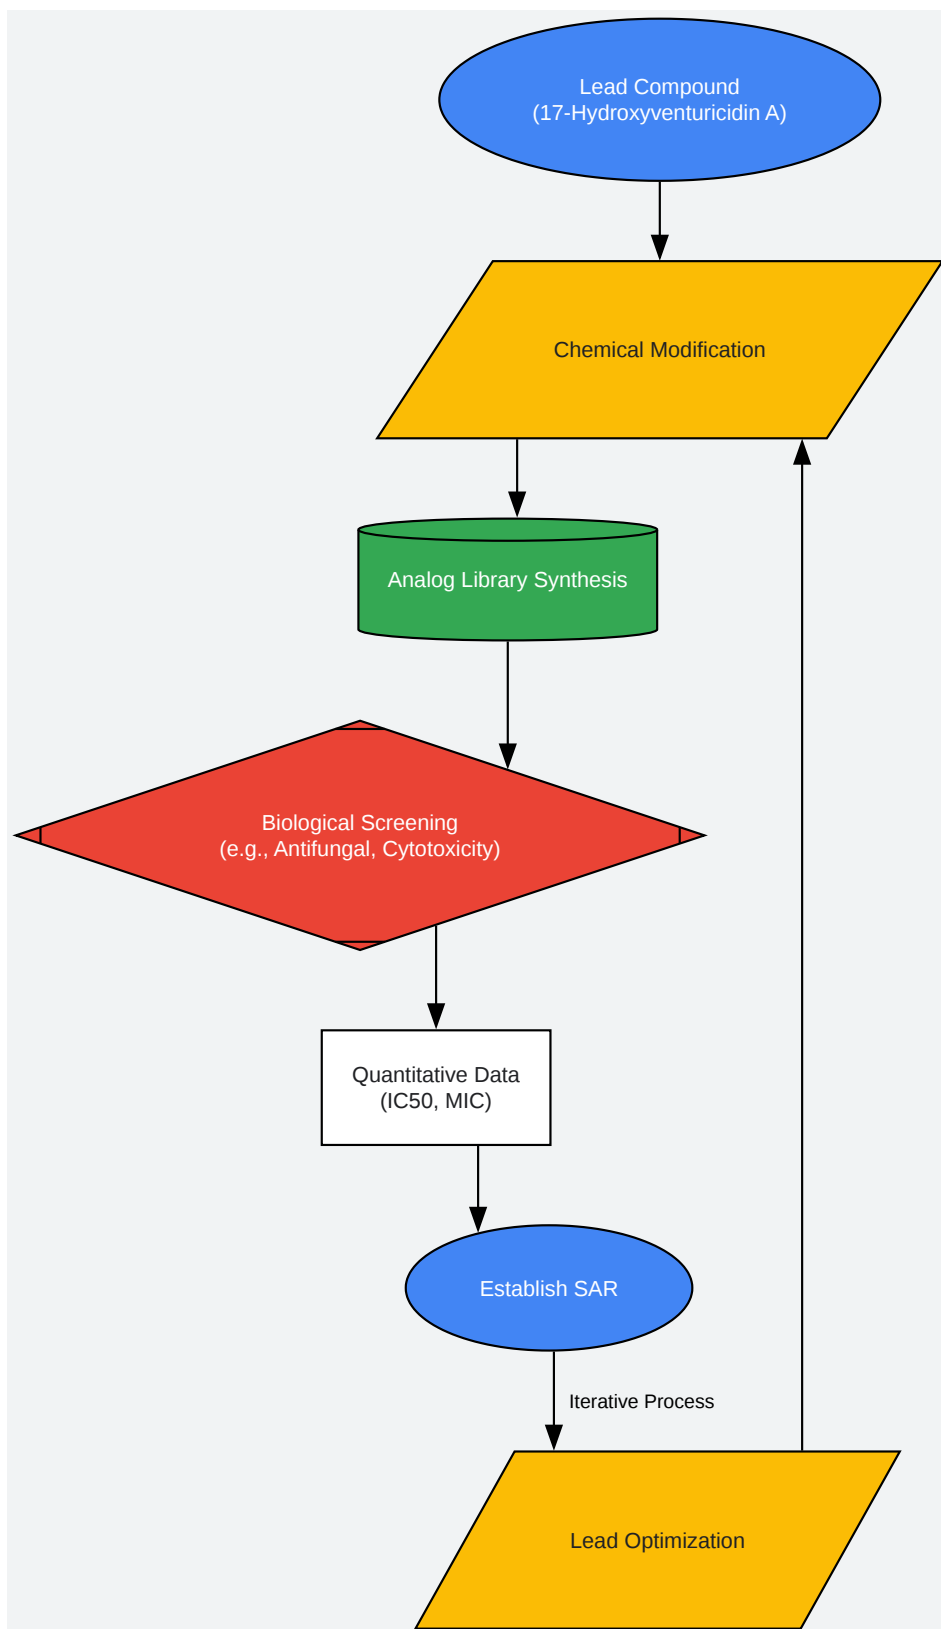 Lead Compound
(17-Hydroxyventuricidin A)
Chemical Modification
Analog Library Synthesis
Biological Screening
(e.g., Antifungal, Cytotoxicity)
Quantitative Data
(IC50, MIC)
Establish SAR
Iterative Process
Lead Optimization